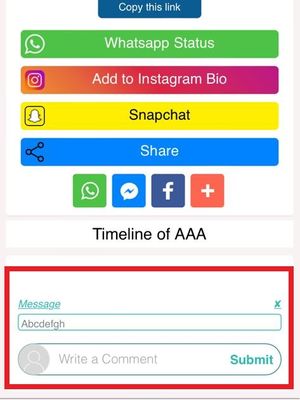 Copy this link
Whatsapp Status
Add to Instagram Bio
Snapchat
Share
Timeline of AAA
Message ✘
Abcdefgh
Write a Comment Submit